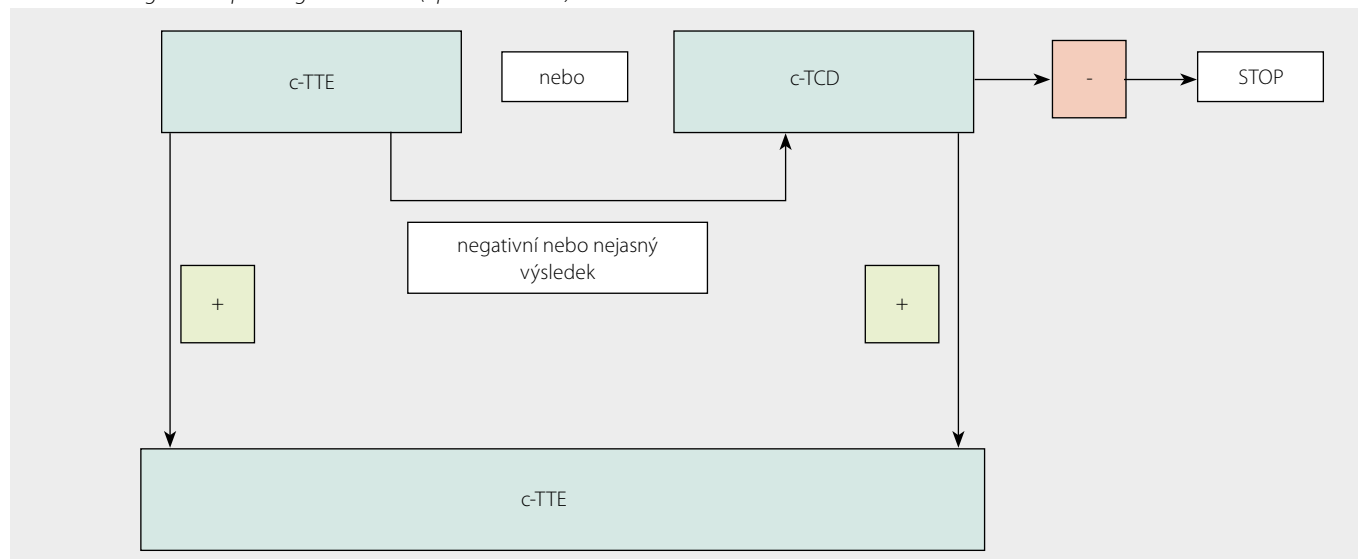 c-TTE
nebo
c-TCD
-
STOP
negativní nebo nejasný
výsledek
+
+
c-TTE